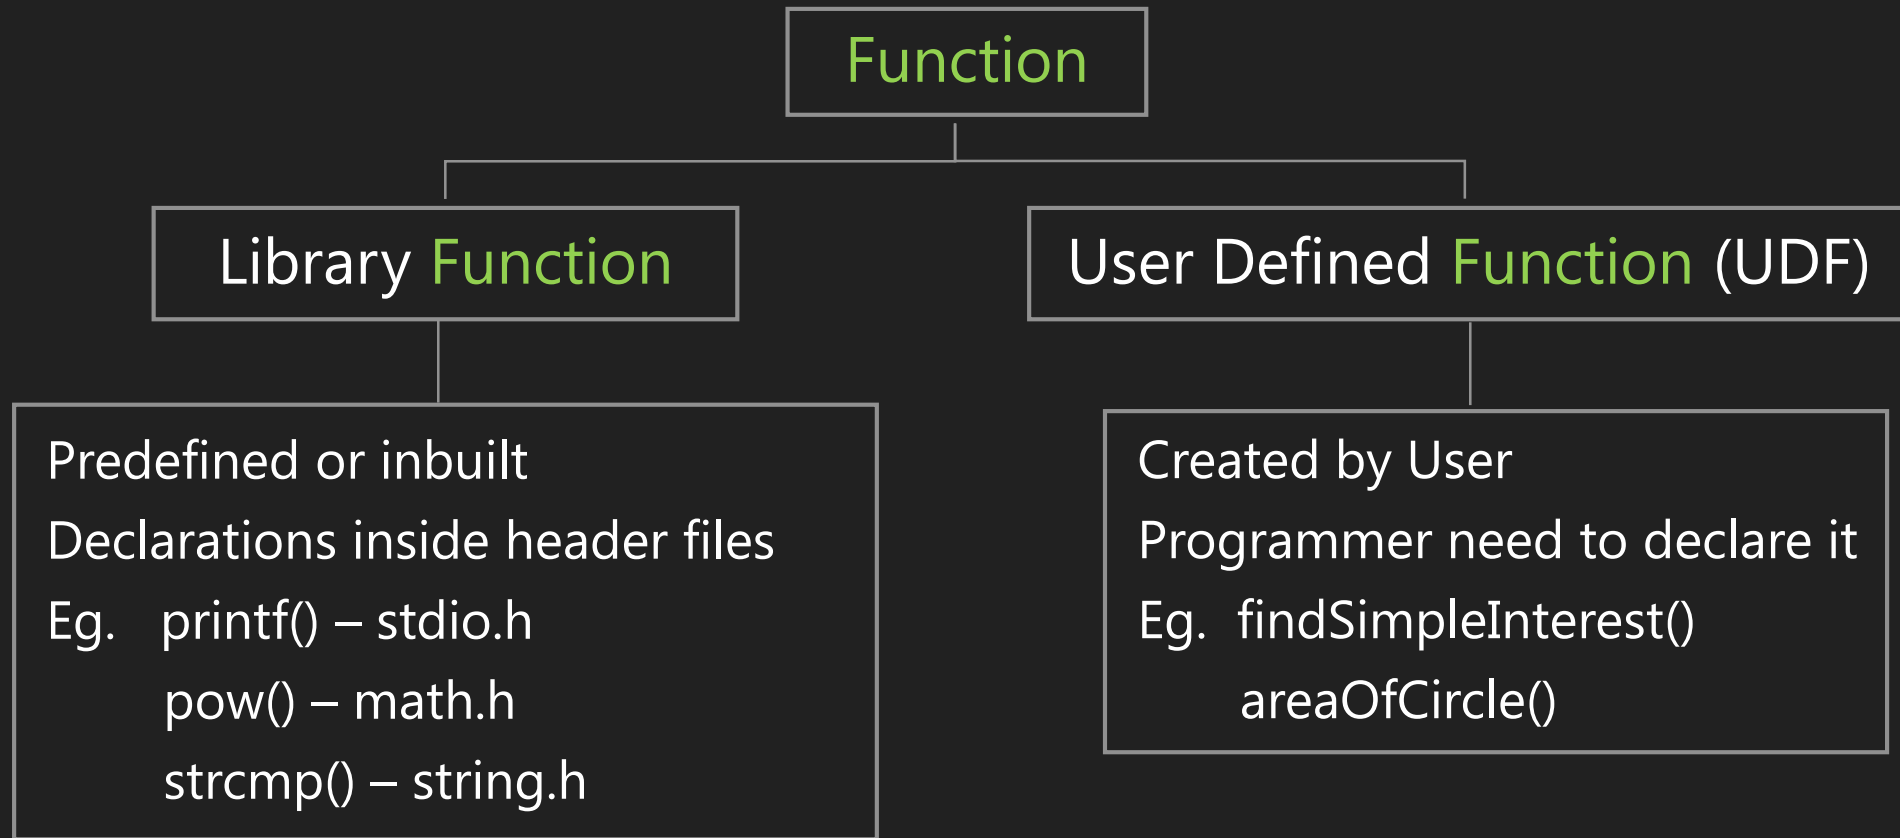 Function
Library Function
User Defined Function (UDF)
Predefined or inbuilt
Declarations inside header files
Eg. printf() – stdio.h
pow() – math.h
strcmp() – string.h
Created by User
Programmer need to declare it
Eg. findSimpleInterest()
areaOfCircle()